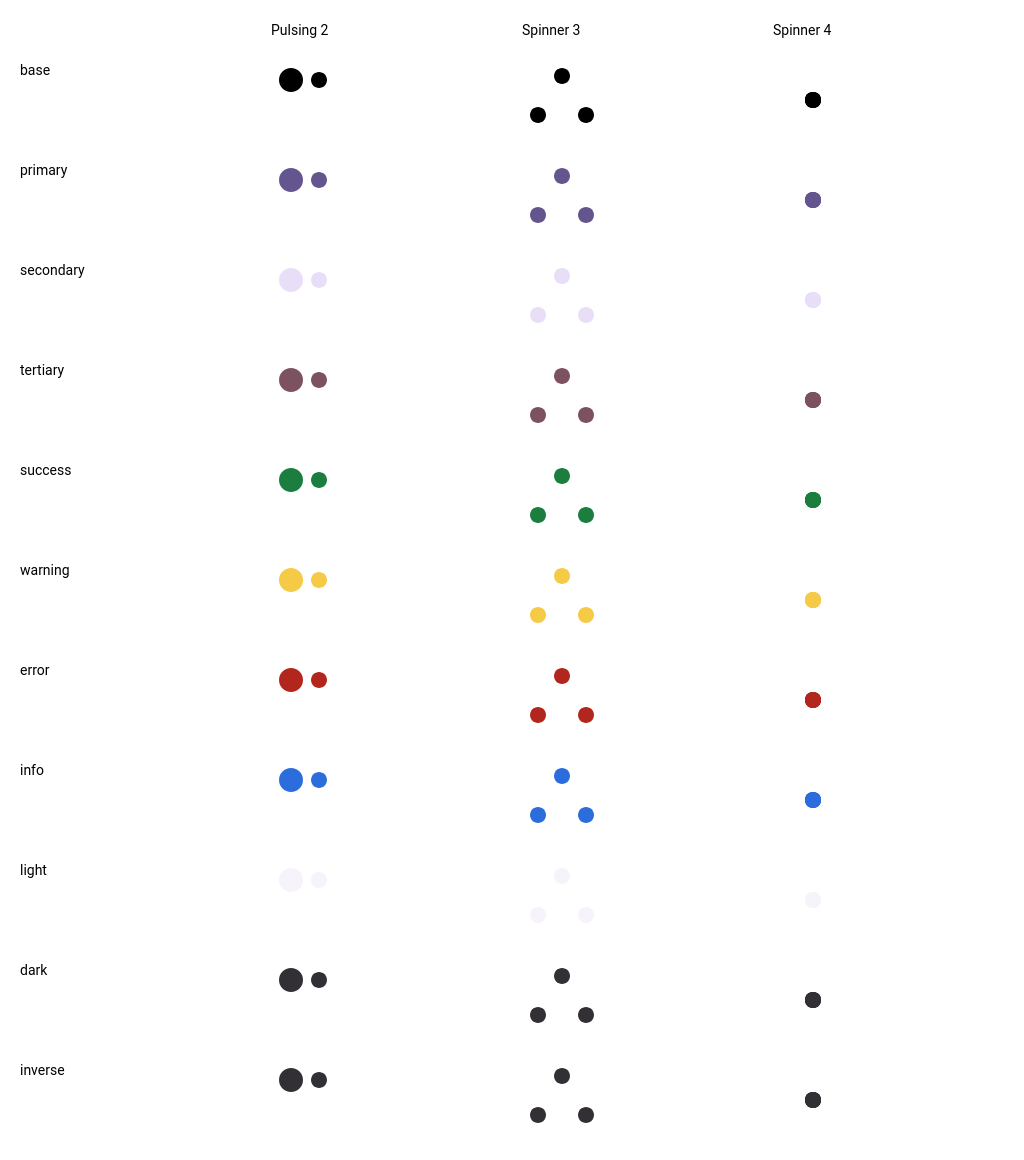 Pulsing 2 Spinner 3 Spinner 4
base
primary
secondary
tertiary
success
warning
error
info
light
dark
inverse